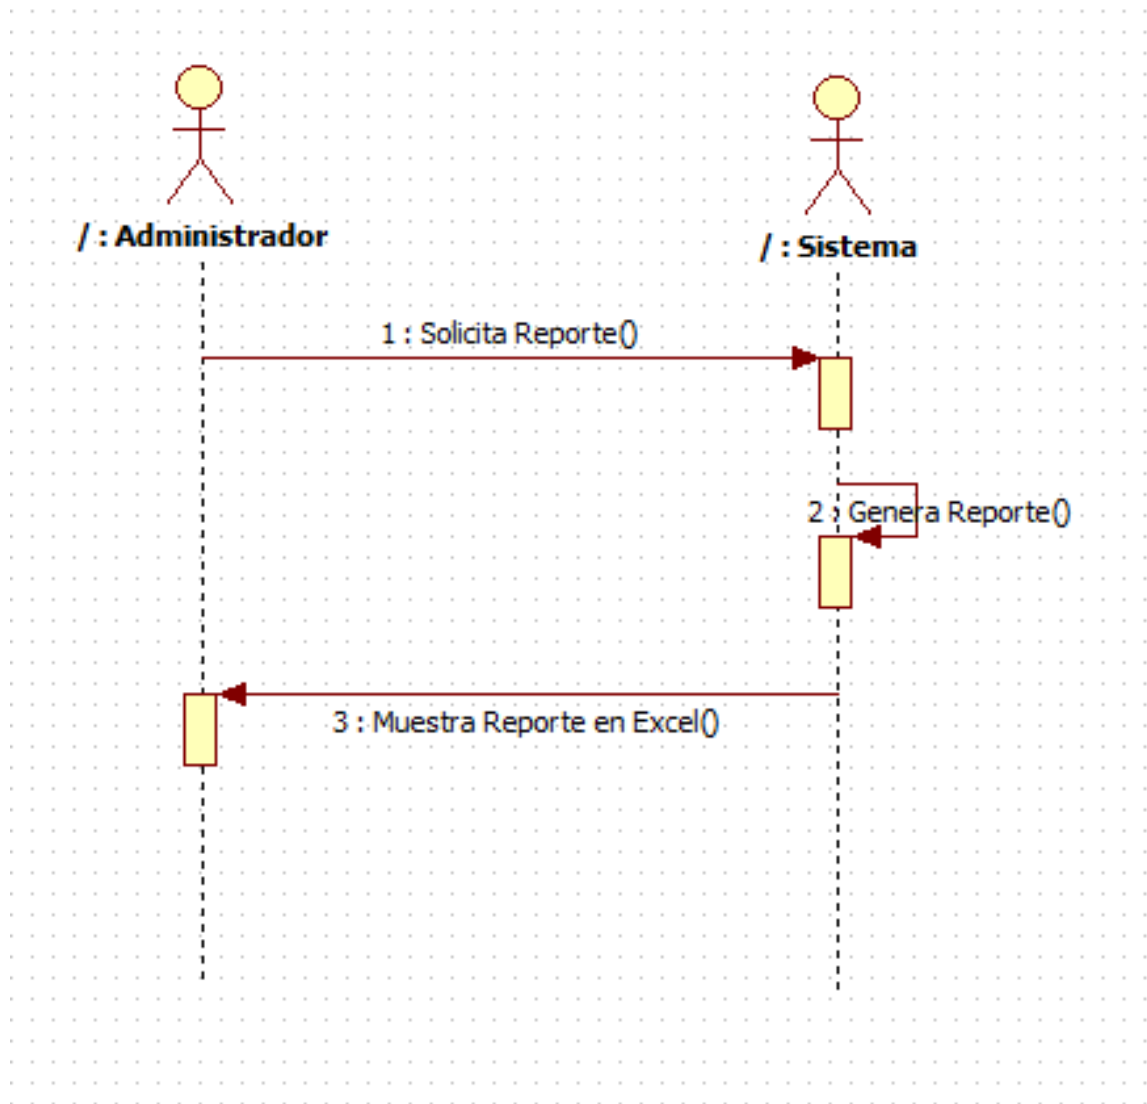 / : Administrador
/ : Sistema
1 : Solicita Reporte()
2 : Genera Reporte()
3 : Muestra Reporte en Excel()